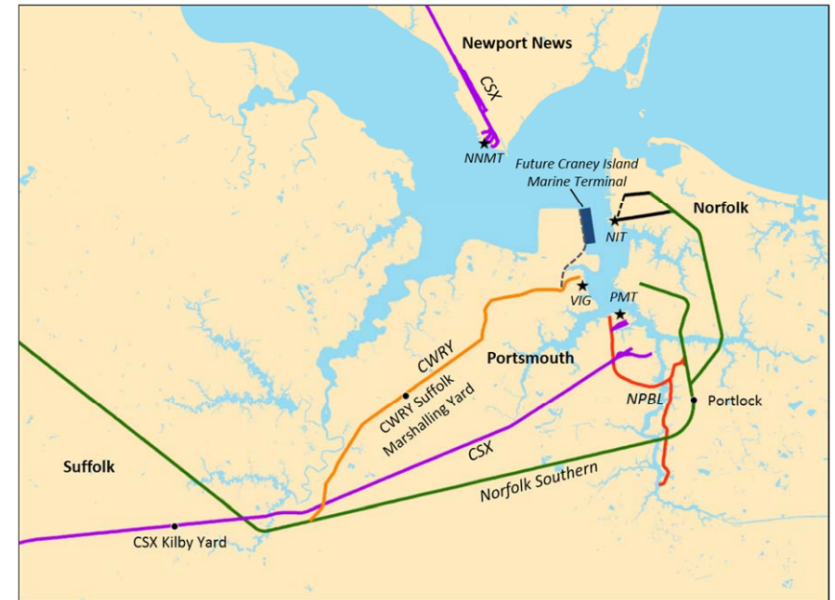 Newport News
CSX
NNMT
Future Craney Island
Marine Terminal
Norfolk
NIT
VIG
PMT
CWRY
Portsmouth
CWRY Suffolk
Marshalling Yard
NPBL
Portlock
CSX
Suffolk
Norfolk Southern
CSX Kilby Yard